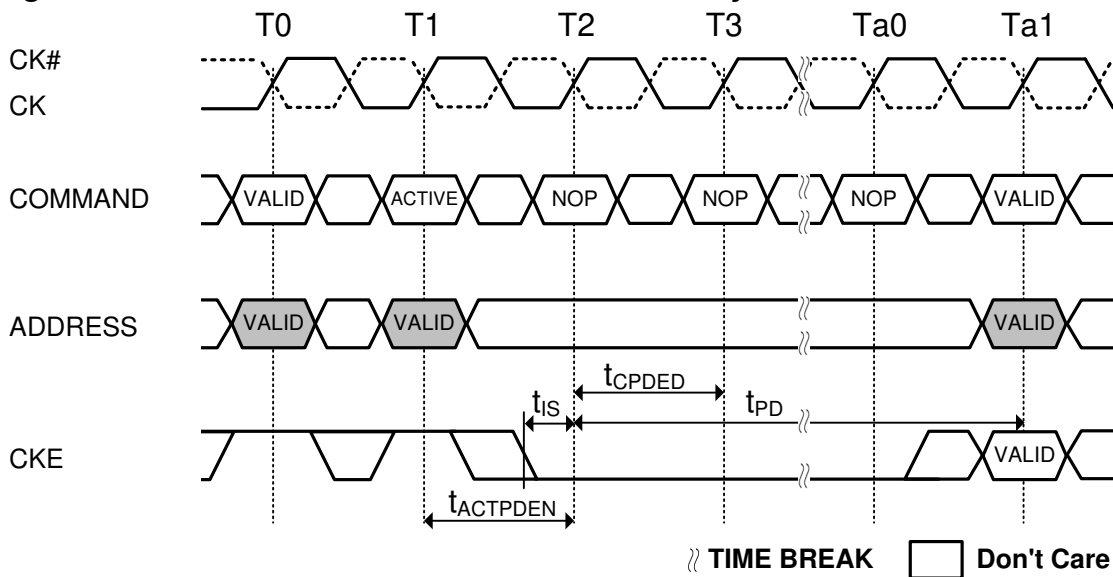 T0 T1 T2 T3 Ta0 Ta1
CK#
CK
COMMAND VALID ACTIVE NOP NOP NOP VALID
ADDRESS VALID VALID VALID
tCPDED
tIS tPD
CKE VALID
tACTPDEN
TIME BREAK Don't Care